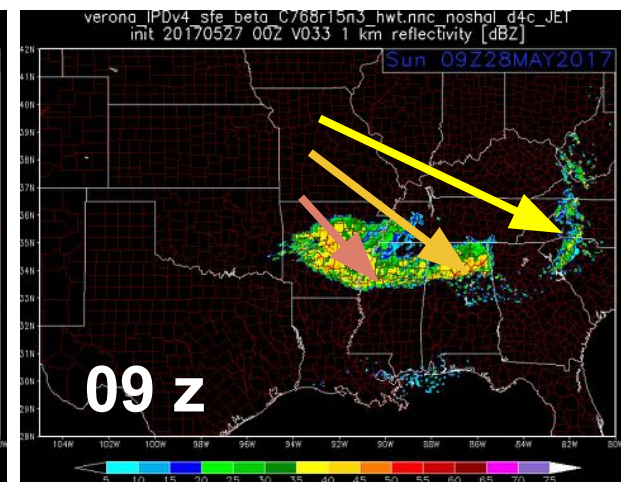 verona_IPDv4_sfe_beta_C768r15n3_hwt.nnc_noshal_d4c_JET
init 20170527 00Z V033 1 km reflectivity [dBZ]
Sun 09Z28MAY2017
42N
41N
40N
39N
38N
37N
36N
35N
34N
33N
32N
31N
30N
29N
28N
09 z
104W 102W 100W 98W 96W 94W 92W 90W 88W 86W 84W 82W 80W
5 10 15 20 25 30 35 40 45 50 55 60 65 70 75